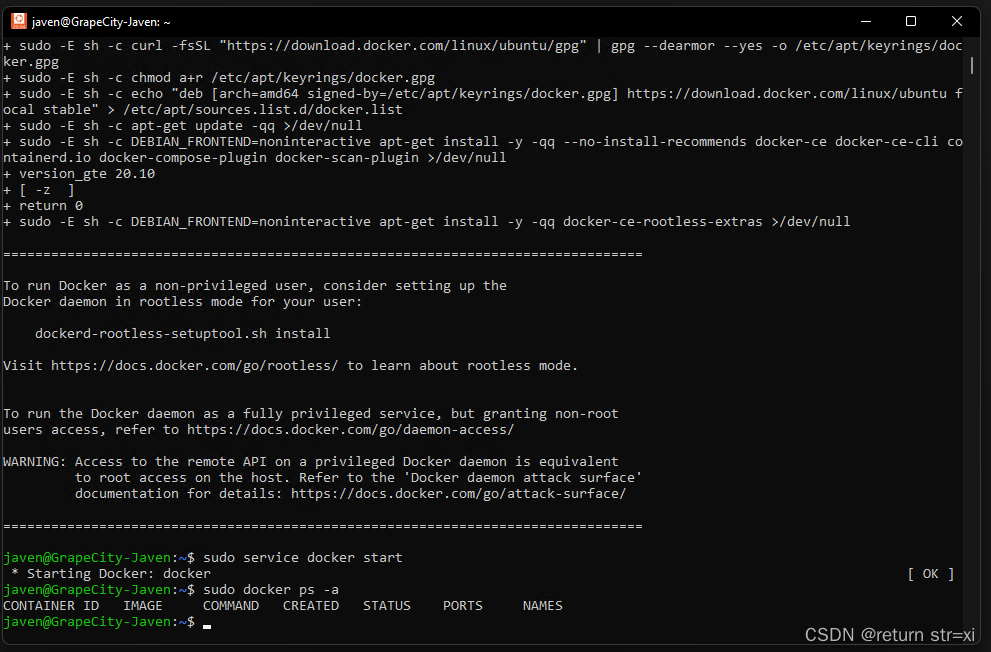 javen@GrapeCity-Javen: ~
+ sudo -E sh -c curl -fsSL "https://download.docker.com/linux/ubuntu/gpg" | gpg --dearmor --yes -o /etc/apt/keyrings/doc
ker.gpg
+ sudo -E sh -c chmod a+r /etc/apt/keyrings/docker.gpg
+ sudo -E sh -c echo "deb [arch=amd64 signed-by=/etc/apt/keyrings/docker.gpg] https://download.docker.com/linux/ubuntu f
ocal stable" > /etc/apt/sources.list.d/docker.list
+ sudo -E sh -c apt-get update -qq >/dev/null
+ sudo -E sh -c DEBIAN_FRONTEND=noninteractive apt-get install -y -qq --no-install-recommends docker-ce docker-ce-cli co
ntainerd.io docker-compose-plugin docker-scan-plugin >/dev/null
+ version_gte 20.10
+ [ -z  ]
+ return 0
+ sudo -E sh -c DEBIAN_FRONTEND=noninteractive apt-get install -y -qq docker-ce-rootless-extras >/dev/null
================================================================================
To run Docker as a non-privileged user, consider setting up the
Docker daemon in rootless mode for your user:
    dockerd-rootless-setuptool.sh install
Visit https://docs.docker.com/go/rootless/ to learn about rootless mode.
To run the Docker daemon as a fully privileged service, but granting non-root
users access, refer to https://docs.docker.com/go/daemon-access/
WARNING: Access to the remote API on a privileged Docker daemon is equivalent
         to root access on the host. Refer to the 'Docker daemon attack surface'
         documentation for details: https://docs.docker.com/go/attack-surface/
================================================================================
javen@GrapeCity-Javen:~$ sudo service docker start
 * Starting Docker: docker [ OK ]
javen@GrapeCity-Javen:~$ sudo docker ps -a
CONTAINER ID   IMAGE     COMMAND   CREATED   STATUS    PORTS     NAMES
javen@GrapeCity-Javen:~$
CSDN @return str=xi